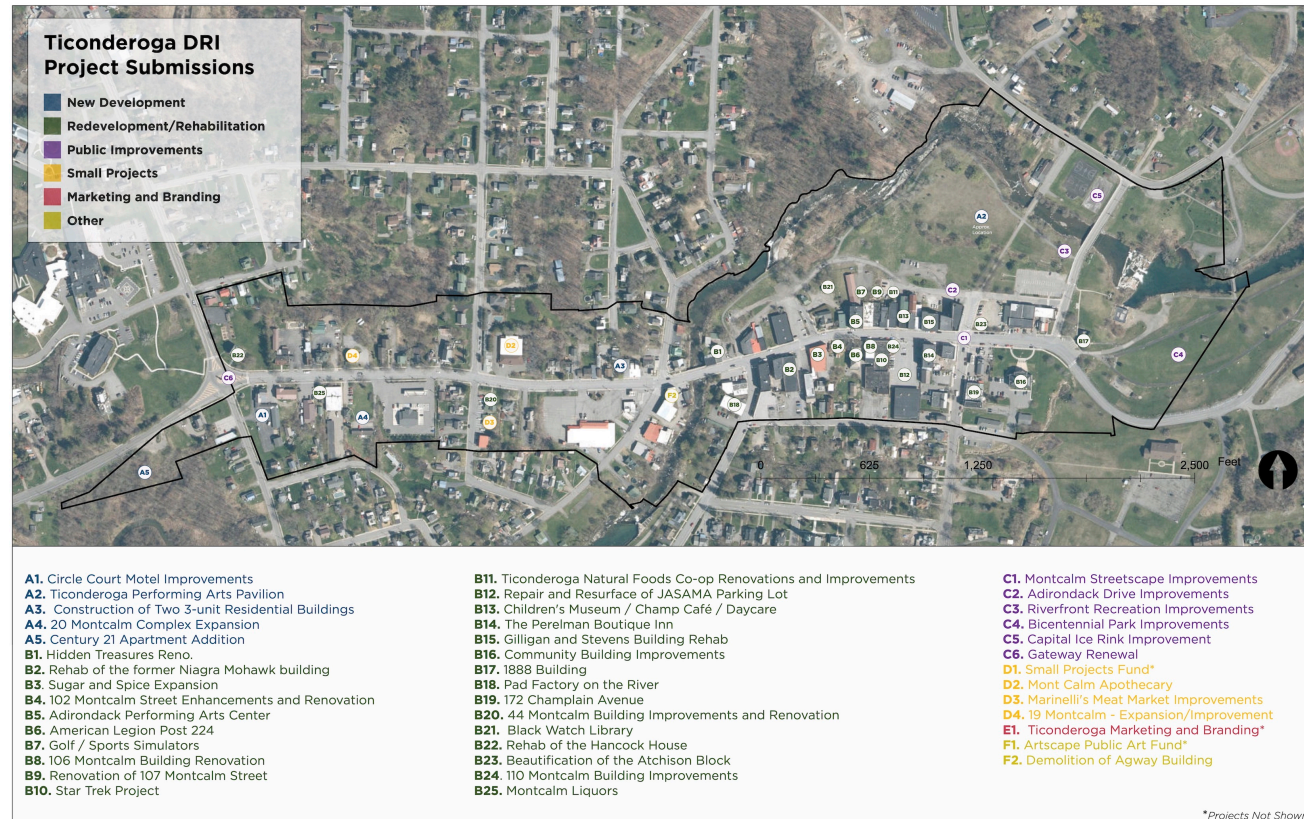 Ticonderoga DRI
Project Submissions
New Development
Redevelopment/Rehabilitation
Public Improvements
Small Projects
Marketing and Branding
Other
C5
A2
Approx.
Location
C3
B21
B7
B9
B11
C2
B5
B13
B15
B23
C1
B17
B22
D4
D2
A3
B1
B4
B8
B24
B3
B6
B10
B14
C4
C6
B2
B12
B16
B25
B20
F2
B18
B19
A1
A4
D3
A5
0
625
1,250
2,500
Feet
A1. Circle Court Motel Improvements
A2. Ticonderoga Performing Arts Pavilion
A3. Construction of Two 3-unit Residential Buildings
A4. 20 Montcalm Complex Expansion
A5. Century 21 Apartment Addition
B1. Hidden Treasures Reno.
B2. Rehab of the former Niagra Mohawk building
B3. Sugar and Spice Expansion
B4. 102 Montcalm Street Enhancements and Renovation
B5. Adirondack Performing Arts Center
B6. American Legion Post 224
B7. Golf / Sports Simulators
B8. 106 Montcalm Building Renovation
B9. Renovation of 107 Montcalm Street
B10. Star Trek Project
B11. Ticonderoga Natural Foods Co-op Renovations and Improvements
B12. Repair and Resurface of JASAMA Parking Lot
B13. Children's Museum / Champ Café / Daycare
B14. The Perelman Boutique Inn
B15. Gilligan and Stevens Building Rehab
B16. Community Building Improvements
B17. 1888 Building
B18. Pad Factory on the River
B19. 172 Champlain Avenue
B20. 44 Montcalm Building Improvements and Renovation
B21. Black Watch Library
B22. Rehab of the Hancock House
B23. Beautification of the Atchison Block
B24. 110 Montcalm Building Improvements
B25. Montcalm Liquors
C1. Montcalm Streetscape Improvements
C2. Adirondack Drive Improvements
C3. Riverfront Recreation Improvements
C4. Bicentennial Park Improvements
C5. Capital Ice Rink Improvement
C6. Gateway Renewal
D1. Small Projects Fund*
D2. Mont Calm Apothecary
D3. Marinelli's Meat Market Improvements
D4. 19 Montcalm - Expansion/Improvement
E1. Ticonderoga Marketing and Branding*
F1. Artscape Public Art Fund*
F2. Demolition of Agway Building
*Projects Not Shown